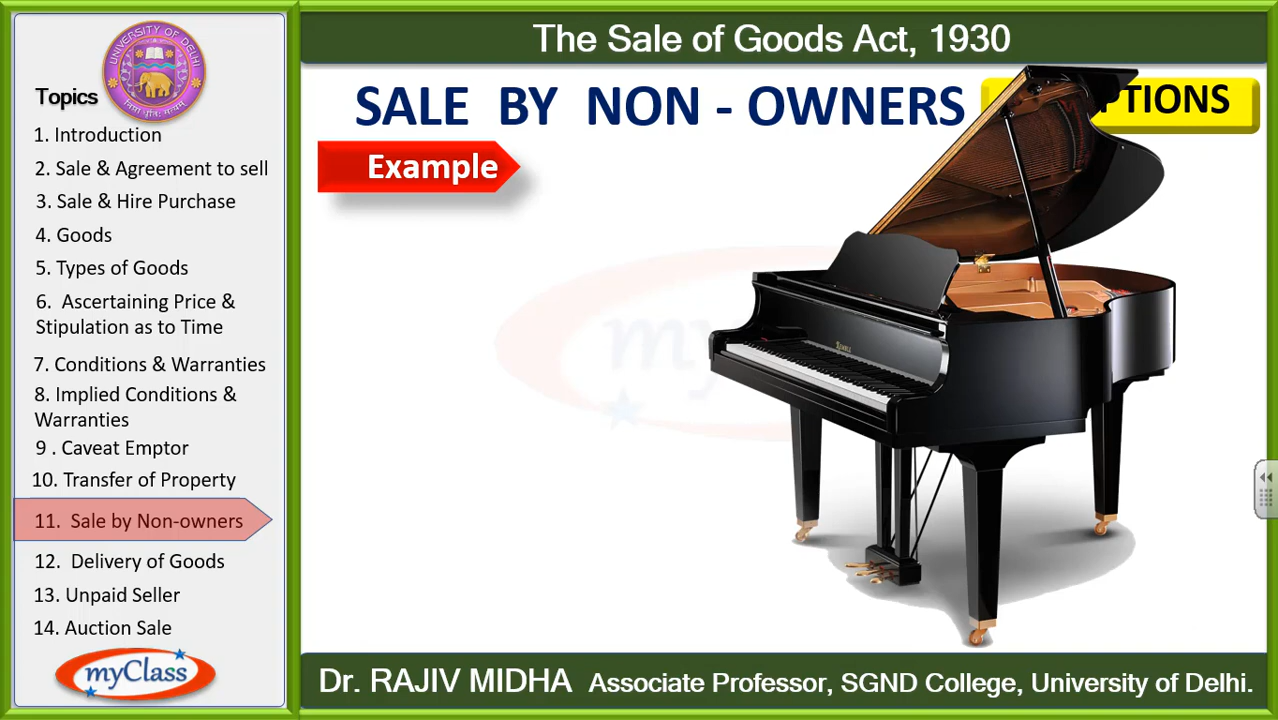 UNIVERSITY OF DELHI
Topics
1. Introduction
2. Sale & Agreement to sell
3. Sale & Hire Purchase
4. Goods
5. Types of Goods
6. Ascertaining Price &
Stipulation as to Time
7. Conditions & Warranties
8. Implied Conditions &
Warranties
9 . Caveat Emptor
10. Transfer of Property
11. Sale by Non-owners
12. Delivery of Goods
13. Unpaid Seller
14. Auction Sale
myClass
The Sale of Goods Act, 1930
SALE BY NON - OWNERS
PTIONS
Example
my
Dr. RAJIV MIDHA Associate Professor, SGND College, University of Delhi.